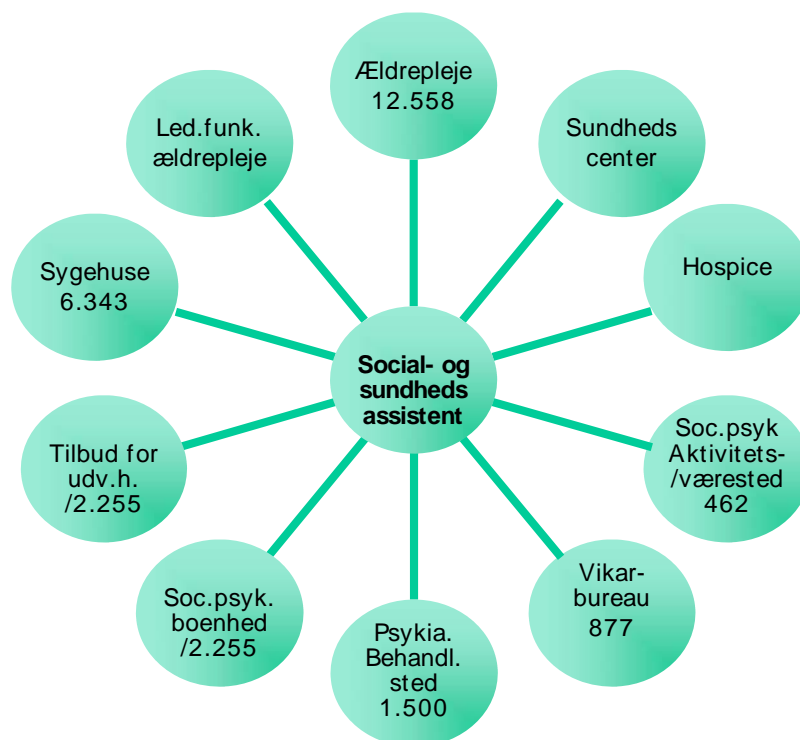 Ældrepleje
12.558
Led.funk.
ældrepleje
Sundheds
center
Sygehuse
6.343
Hospice
Social- og
sundheds
assistent
Tilbud for
udv.h.
/2.255
Soc.psyk
Aktivitets-
/værested
462
Soc.psyk.
boenhed
/2.255
Vikar-
bureau
877
Psykia.
Behandl.
sted
1.500